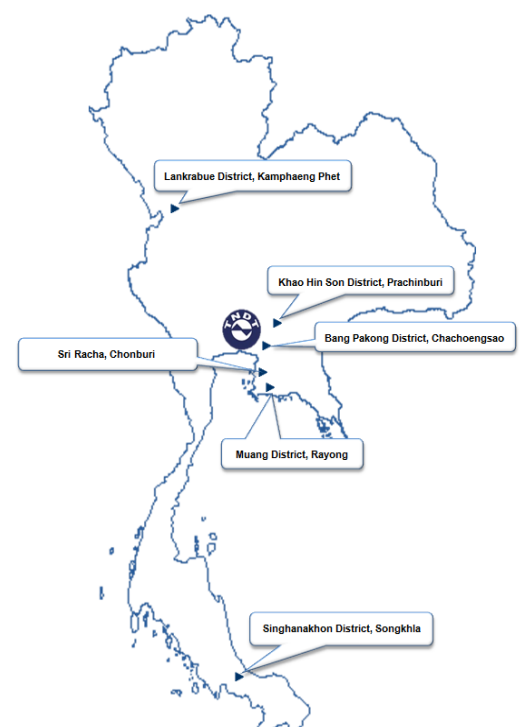 Lankrabue District, Kamphaeng Phet
Khao Hin Son District, Prachinburi
TNDT
Bang Pakong District, Chachoengsao
Sri Racha, Chonburi
Muang District, Rayong
Singhanakhon District, Songkhla